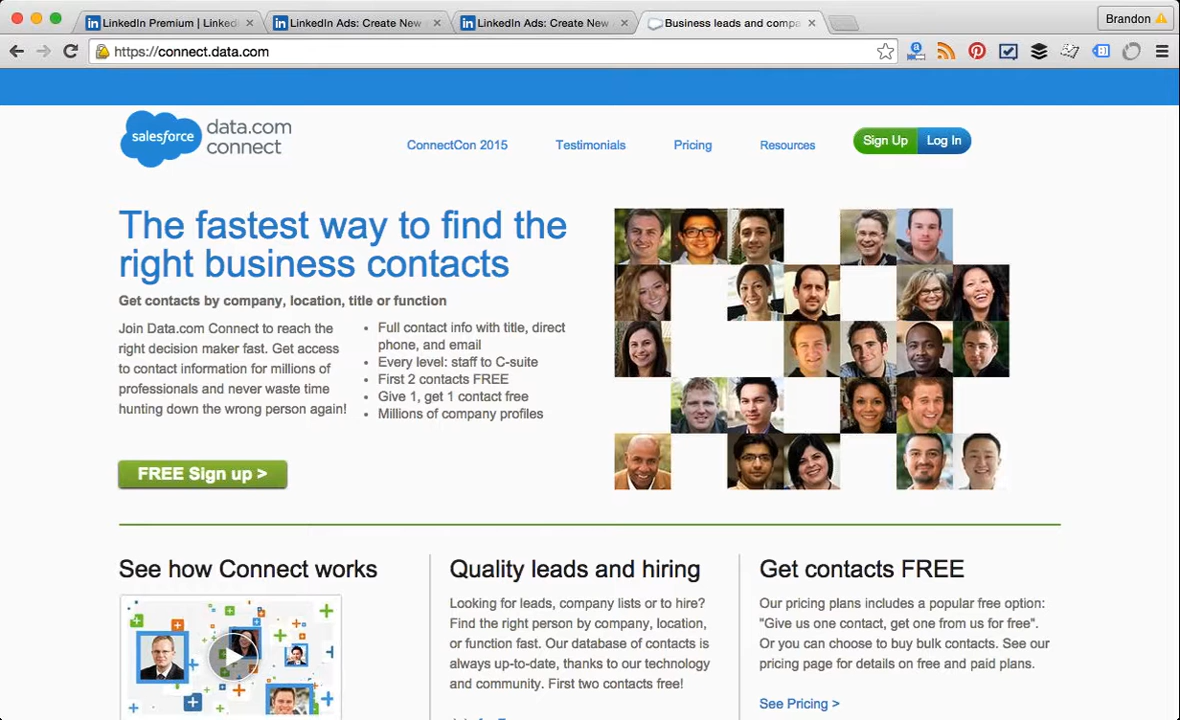 LinkedIn Premium | Linked
LinkedIn Ads: Create New
LinkedIn Ads: Create New
Business leads and compa
Brandon
https://connect.data.com
salesforce
data.com
connect
ConnectCon 2015
Testimonials
Pricing
Resources
Sign Up
Log In
The fastest way to find the
right business contacts
Get contacts by company, location, title or function
Join Data.com Connect to reach the
right decision maker fast. Get access
to contact information for millions of
professionals and never waste time
hunting down the wrong person again!
• Full contact info with title, direct
phone, and email
• Every level: staff to C-suite
• First 2 contacts FREE
• Give 1, get 1 contact free
• Millions of company profiles
FREE Sign up >
See how Connect works
Quality leads and hiring
Looking for leads, company lists or to hire?
Find the right person by company, location,
or function fast. Our database of contacts is
always up-to-date, thanks to our technology
and community. First two contacts free!
Get contacts FREE
Our pricing plans includes a popular free option:
"Give us one contact, get one from us for free".
Or you can choose to buy bulk contacts. See our
pricing page for details on free and paid plans.
See Pricing >